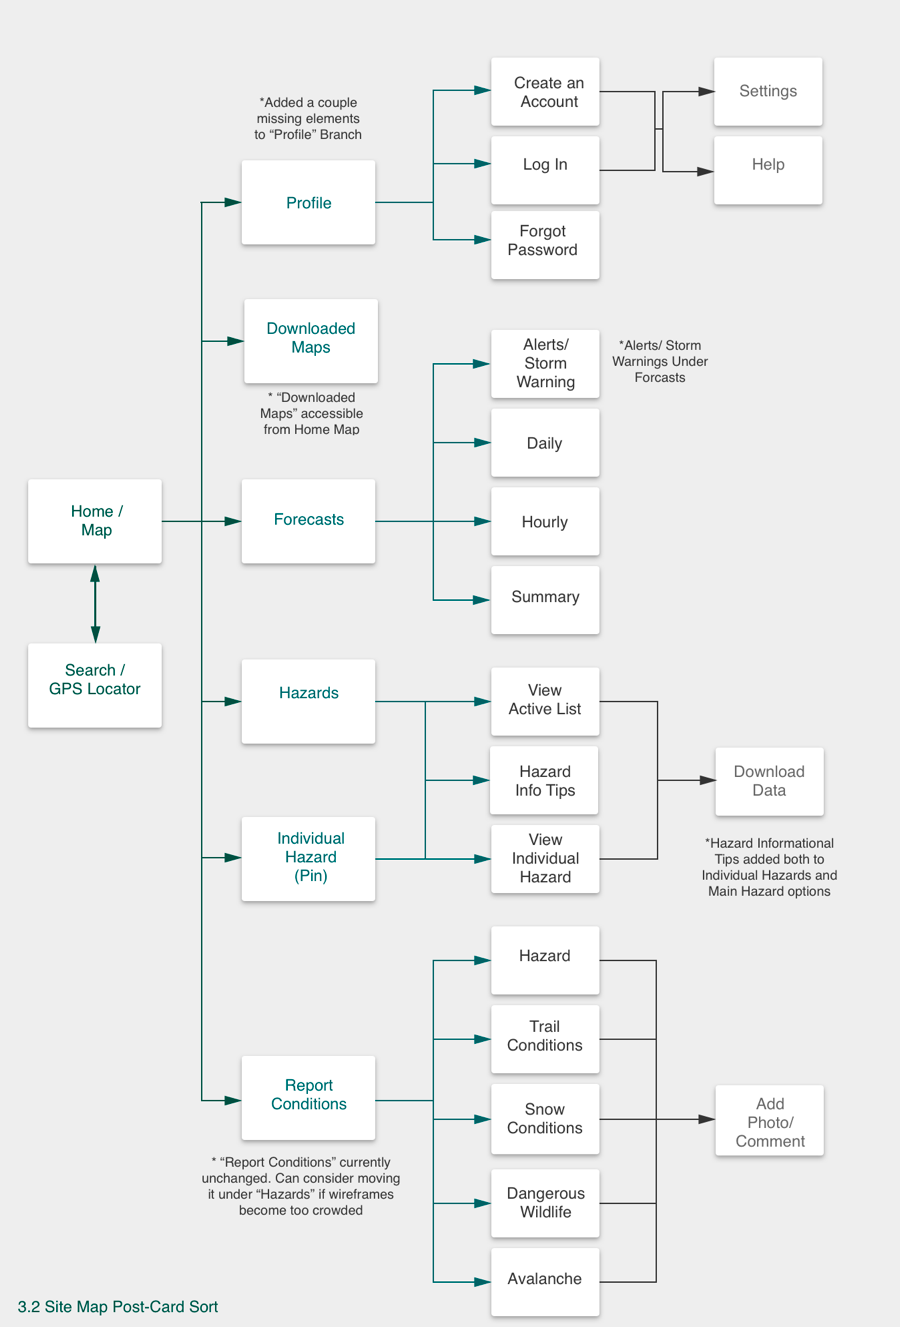 *Added a couple
missing elements
to “Profile” Branch
Profile
Create an
Account
Log In
Forgot
Password
Settings
Help
Downloaded
Maps
* “Downloaded
Maps” accessible
from Home Map
Alerts/
Storm
Warning
*Alerts/ Storm
Warnings Under
Forcasts
Daily
Hourly
Summary
Home /
Map
Forecasts
Search /
GPS Locator
Hazards
View
Active List
Hazard
Info Tips
View
Individual
Hazard
Individual
Hazard
(Pin)
Download
Data
*Hazard Informational
Tips added both to
Individual Hazards and
Main Hazard options
Hazard
Trail
Conditions
Snow
Conditions
Dangerous
Wildlife
Avalanche
Report
Conditions
* “Report Conditions” currently
unchanged. Can consider moving
it under “Hazards” if wireframes
become too crowded
Add
Photo/
Comment
3.2 Site Map Post-Card Sort